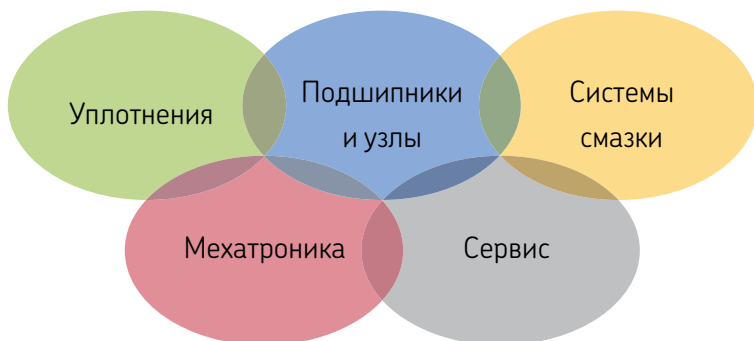 Уплотнения
Подшипники
и узлы
Системы
смазки
Мехатроника
Сервис